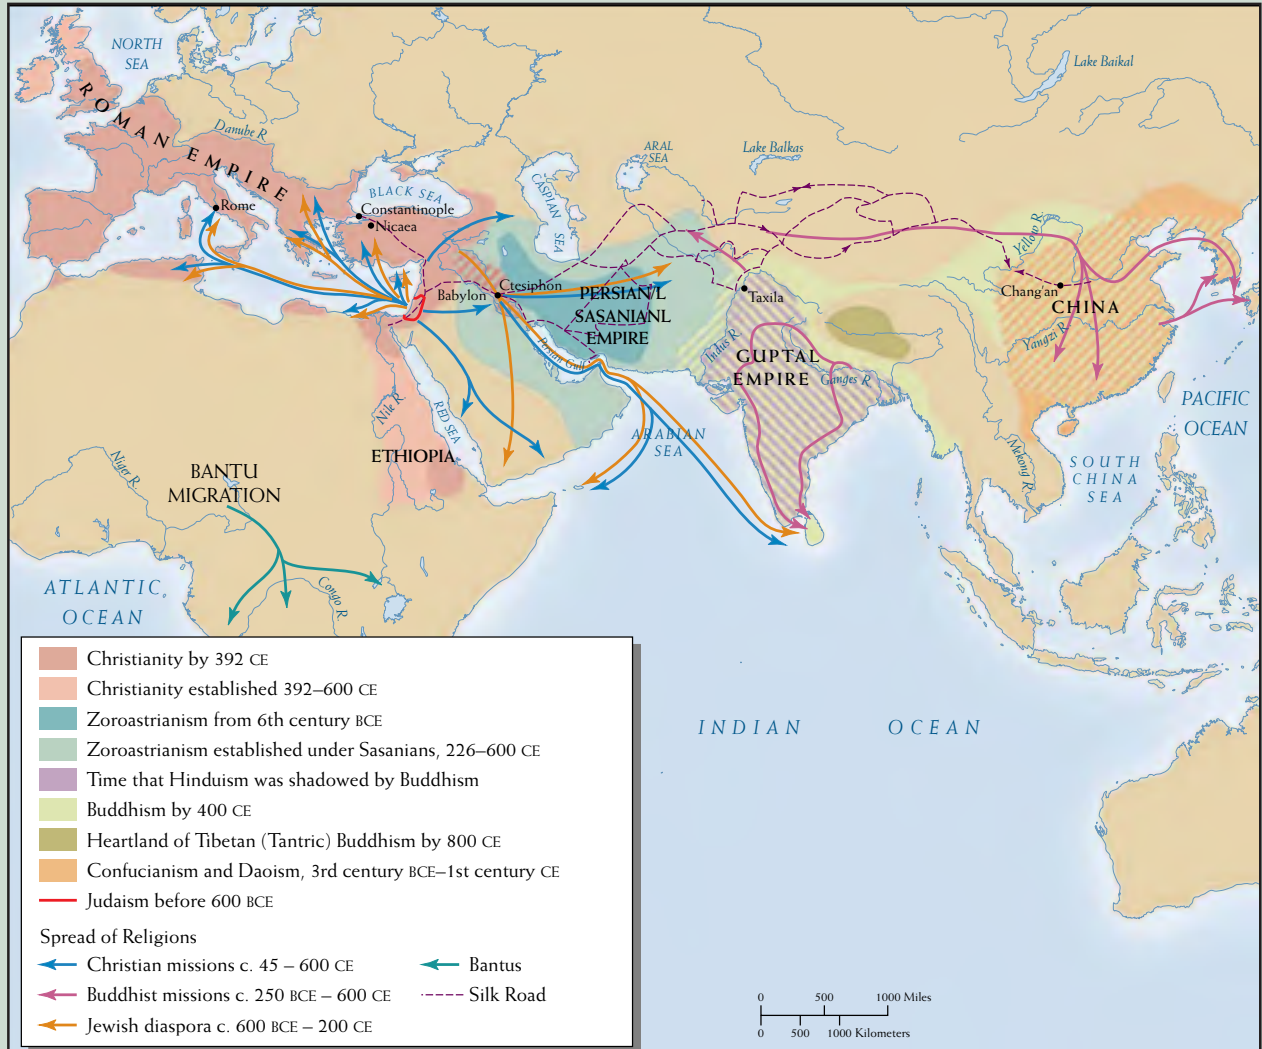 NORTH
SEA
ROMAN EMPIRE
Danube R.
Lake Baikal
ARAL
SEA
Lake Balkas
CASPIAN SEA
BLACK SEA
Rome
Constantinople
Nicaea
Yellow R.
Babylon
Ctesiphon
PERSIAN/L
SASANIANL
EMPIRE
Taxila
Chang'an
CHINA
Persian Gulf
Indus R.
Yangzi R.
GUPTAL
EMPIRE
Ganges R.
PACIFIC
OCEAN
Nile R.
RED SEA
ARABIAN
SEA
ETHIOPIA
BANTU
MIGRATION
Niger R.
Mekong R.
SOUTH
CHINA
SEA
ATLANTIC
OCEAN
Congo R.
INDIAN OCEAN
Christianity by 392 CE
Christianity established 392–600 CE
Zoroastrianism from 6th century BCE
Zoroastrianism established under Sasanians, 226–600 CE
Time that Hinduism was shadowed by Buddhism
Buddhism by 400 CE
Heartland of Tibetan (Tantric) Buddhism by 800 CE
Confucianism and Daoism, 3rd century BCE–1st century CE
Judaism before 600 BCE
Spread of Religions
Christian missions c. 45 – 600 CE
Buddhist missions c. 250 BCE – 600 CE
Jewish diaspora c. 600 BCE – 200 CE
Bantus
Silk Road
0 500 1000 Miles
0 500 1000 Kilometers